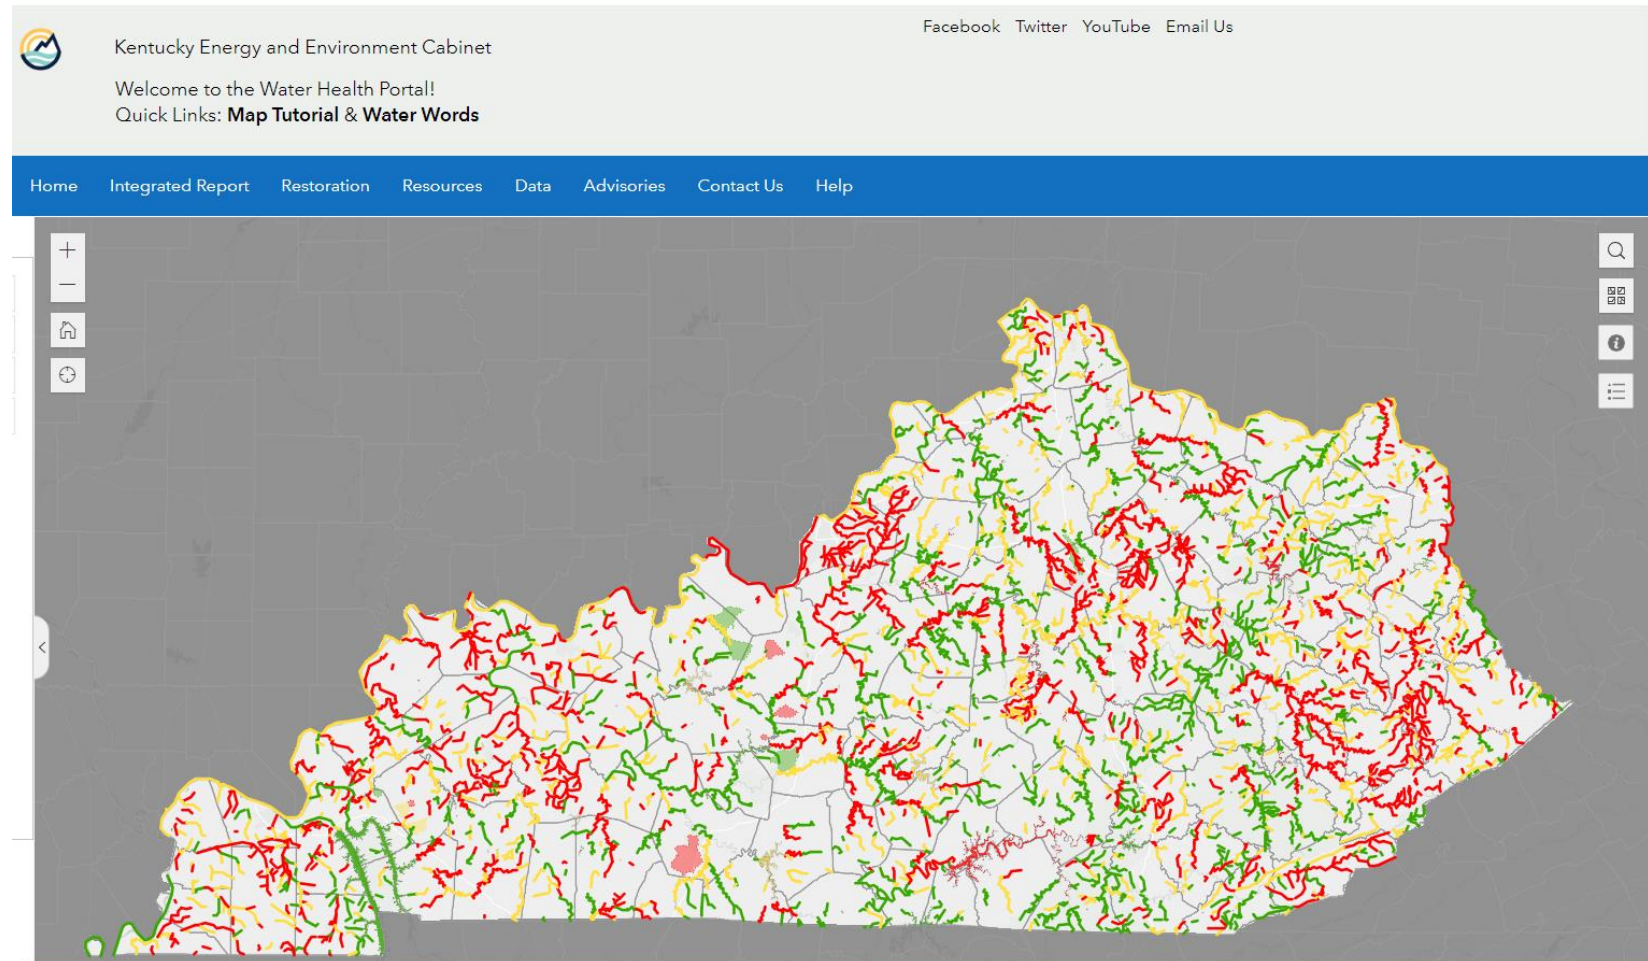 Facebook Twitter YouTube Email Us
Kentucky Energy and Environment Cabinet
Welcome to the Water Health Portal!
Quick Links: Map Tutorial & Water Words
Home Integrated Report Restoration Resources Data Advisories Contact Us Help